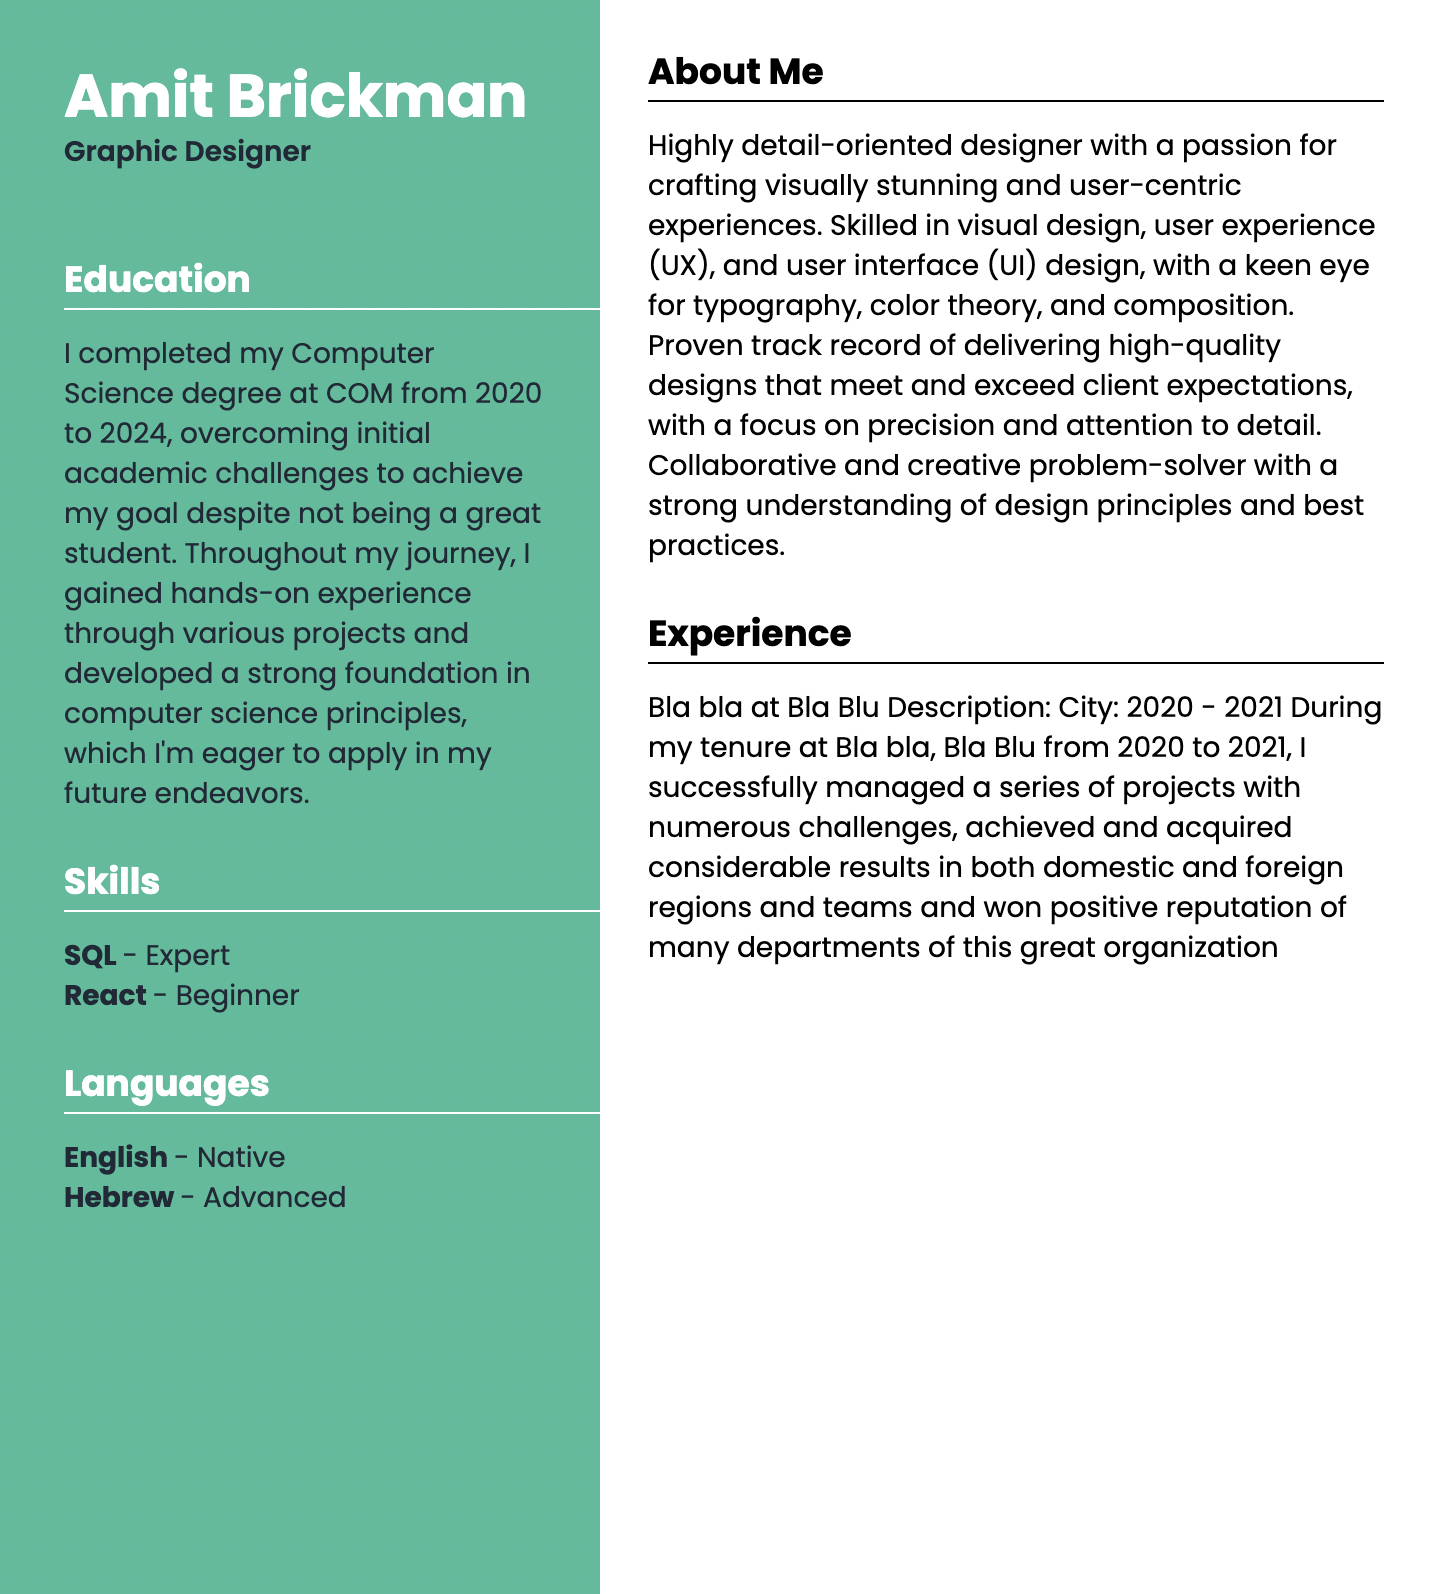 Amit Brickman
Graphic Designer
Education
I completed my Computer
Science degree at COM from 2020
to 2024, overcoming initial
academic challenges to achieve
my goal despite not being a great
student. Throughout my journey, I
gained hands-on experience
through various projects and
developed a strong foundation in
computer science principles,
which I'm eager to apply in my
future endeavors.
Skills
SQL - Expert
React - Beginner
Languages
English - Native
Hebrew - Advanced
About Me
Highly detail-oriented designer with a passion for
crafting visually stunning and user-centric
experiences. Skilled in visual design, user experience
(UX), and user interface (UI) design, with a keen eye
for typography, color theory, and composition.
Proven track record of delivering high-quality
designs that meet and exceed client expectations,
with a focus on precision and attention to detail.
Collaborative and creative problem-solver with a
strong understanding of design principles and best
practices.
Experience
Bla bla at Bla Blu Description: City: 2020 - 2021 During
my tenure at Bla bla, Bla Blu from 2020 to 2021, I
successfully managed a series of projects with
numerous challenges, achieved and acquired
considerable results in both domestic and foreign
regions and teams and won positive reputation of
many departments of this great organization